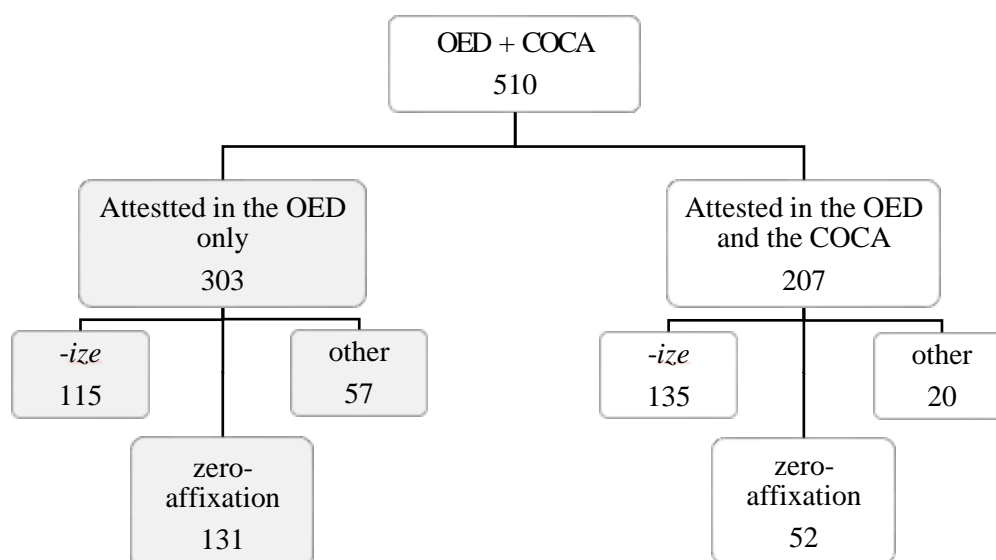 OED + COCA
510
Attestted in the OED
only
303
Attested in the OED
and the COCA
207
-ize
115
other
57
-ize
135
other
20
zero-
affixation
131
zero-
affixation
52